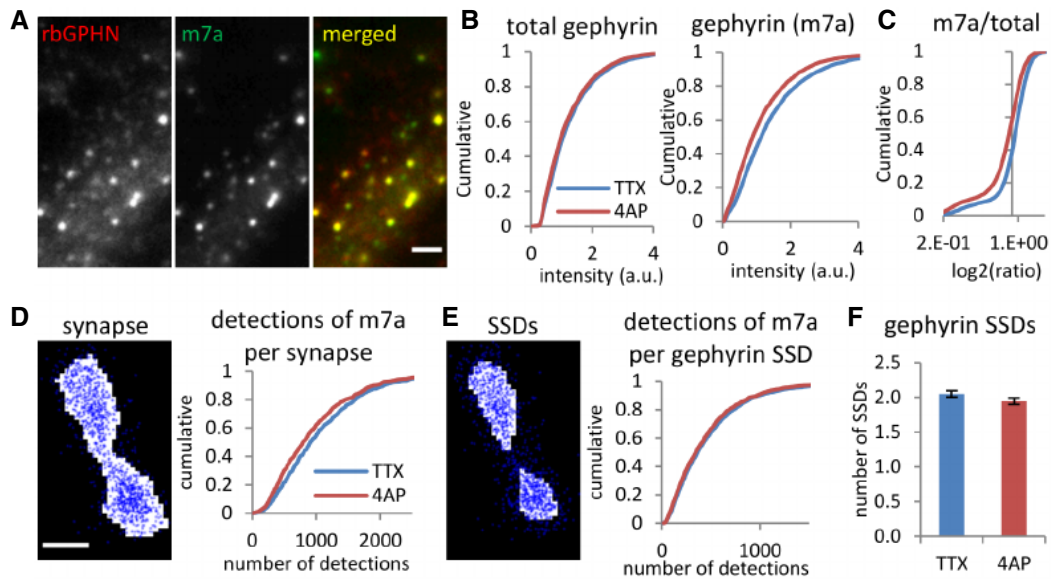 A
rbGPHN
m7a
merged
B
total gephyrin
Cumulative
1
0.8
0.6
0.4
0.2
0
TTX
4AP
0
2
4
intensity (a.u.)
gephyrin (m7a)
Cumulative
1
0.8
0.6
0.4
0.2
0
0
2
4
intensity (a.u.)
C
m7a/total
Cumulative
1
0.8
0.6
0.4
0.2
0
2.E-01
1.E+00
log2(ratio)
D
synapse
detections of m7a
per synapse
cumulative
1
0.8
0.6
0.4
0.2
0
TTX
4AP
0
1000
2000
number of detections
E
SSDs
detections of m7a
per gephyrin SSD
cumulative
1
0.8
0.6
0.4
0.2
0
0
1000
number of detections
F
gephyrin SSDs
number of SSDs
2.5
2.0
1.5
1.0
0.5
0.0
TTX
4AP